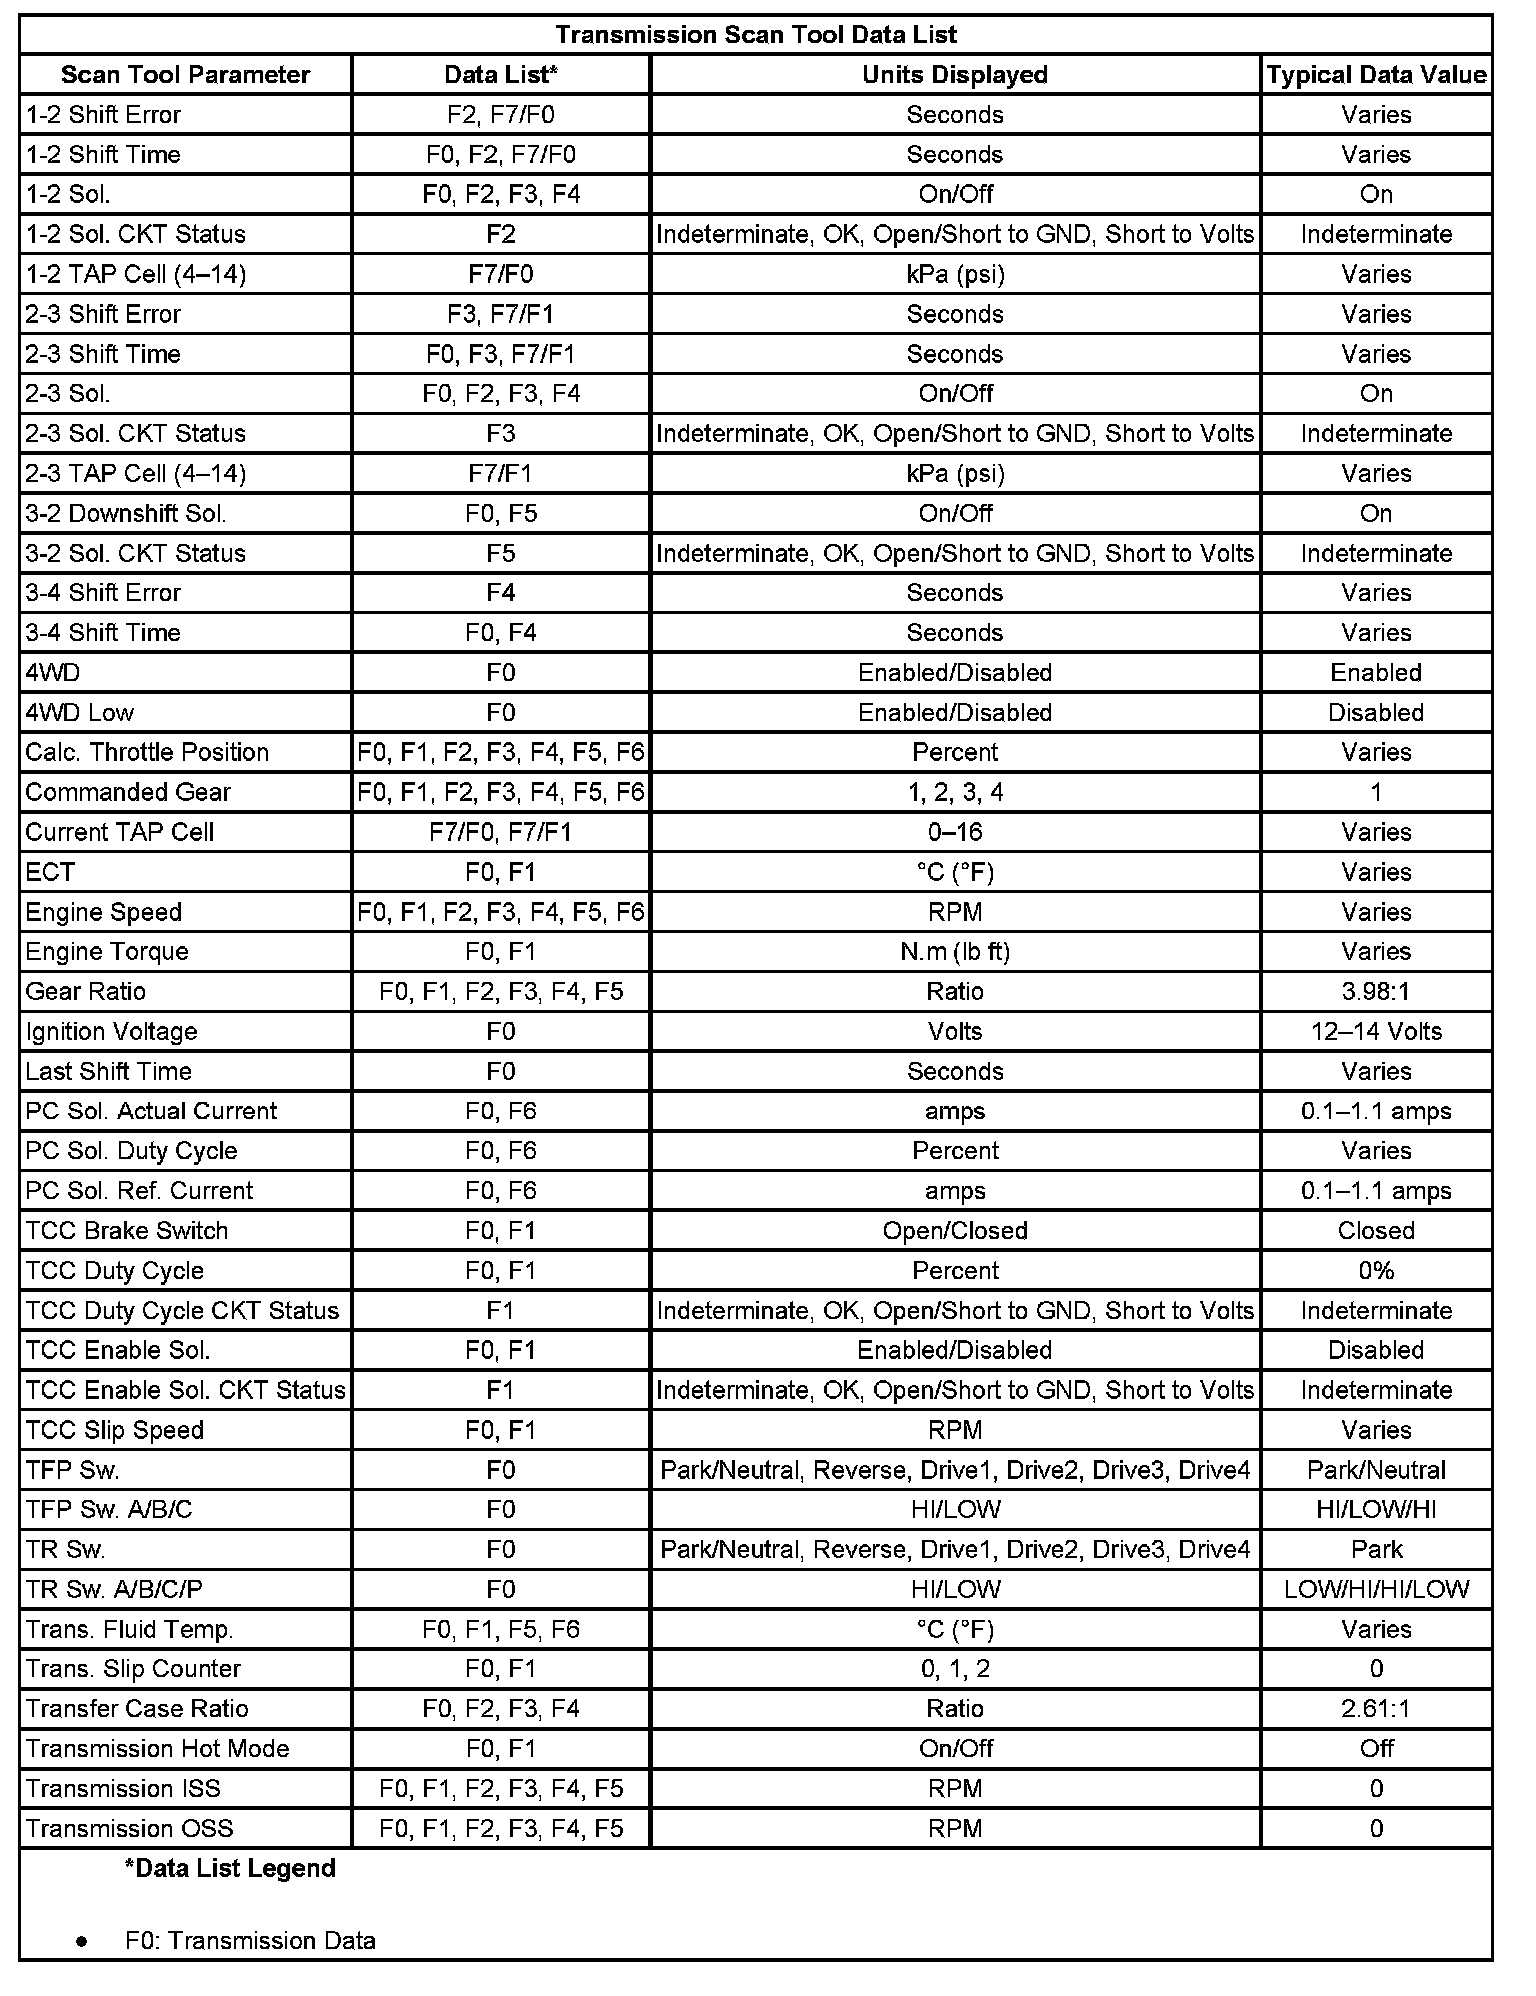 Transmission Scan Tool Data List
Scan Tool Parameter Data List* Units Displayed Typical Data Value
1-2 Shift Error F2, F7/F0 Seconds Varies
1-2 Shift Time F0, F2, F7/F0 Seconds Varies
1-2 Sol. F0, F2, F3, F4 On/Off On
1-2 Sol. CKT Status F2 Indeterminate, OK, Open/Short to GND, Short to Volts Indeterminate
1-2 TAP Cell (4–14) F7/F0 kPa (psi) Varies
2-3 Shift Error F3, F7/F1 Seconds Varies
2-3 Shift Time F0, F3, F7/F1 Seconds Varies
2-3 Sol. F0, F2, F3, F4 On/Off On
2-3 Sol. CKT Status F3 Indeterminate, OK, Open/Short to GND, Short to Volts Indeterminate
2-3 TAP Cell (4–14) F7/F1 kPa (psi) Varies
3-2 Downshift Sol. F0, F5 On/Off On
3-2 Sol. CKT Status F5 Indeterminate, OK, Open/Short to GND, Short to Volts Indeterminate
3-4 Shift Error F4 Seconds Varies
3-4 Shift Time F0, F4 Seconds Varies
4WD F0 Enabled/Disabled Enabled
4WD Low F0 Enabled/Disabled Disabled
Calc. Throttle Position F0, F1, F2, F3, F4, F5, F6 Percent Varies
Commanded Gear F0, F1, F2, F3, F4, F5, F6 1, 2, 3, 4 1
Current TAP Cell F7/F0, F7/F1 0–16 Varies
ECT F0, F1 °C (°F) Varies
Engine Speed F0, F1, F2, F3, F4, F5, F6 RPM Varies
Engine Torque F0, F1 N.m (lb ft) Varies
Gear Ratio F0, F1, F2, F3, F4, F5 Ratio 3.98:1
Ignition Voltage F0 Volts 12–14 Volts
Last Shift Time F0 Seconds Varies
PC Sol. Actual Current F0, F6 amps 0.1–1.1 amps
PC Sol. Duty Cycle F0, F6 Percent Varies
PC Sol. Ref. Current F0, F6 amps 0.1–1.1 amps
TCC Brake Switch F0, F1 Open/Closed Closed
TCC Duty Cycle F0, F1 Percent 0%
TCC Duty Cycle CKT Status F1 Indeterminate, OK, Open/Short to GND, Short to Volts Indeterminate
TCC Enable Sol. F0, F1 Enabled/Disabled Disabled
TCC Enable Sol. CKT Status F1 Indeterminate, OK, Open/Short to GND, Short to Volts Indeterminate
TCC Slip Speed F0, F1 RPM Varies
TFP Sw. F0 Park/Neutral, Reverse, Drive1, Drive2, Drive3, Drive4 Park/Neutral
TFP Sw. A/B/C F0 HI/LOW HI/LOW/HI
TR Sw. F0 Park/Neutral, Reverse, Drive1, Drive2, Drive3, Drive4 Park
TR Sw. A/B/C/P F0 HI/LOW LOW/HI/HI/LOW
Trans. Fluid Temp. F0, F1, F5, F6 °C (°F) Varies
Trans. Slip Counter F0, F1 0, 1, 2 0
Transfer Case Ratio F0, F2, F3, F4 Ratio 2.61:1
Transmission Hot Mode F0, F1 On/Off Off
Transmission ISS F0, F1, F2, F3, F4, F5 RPM 0
Transmission OSS F0, F1, F2, F3, F4, F5 RPM 0
*Data List Legend
● F0: Transmission Data